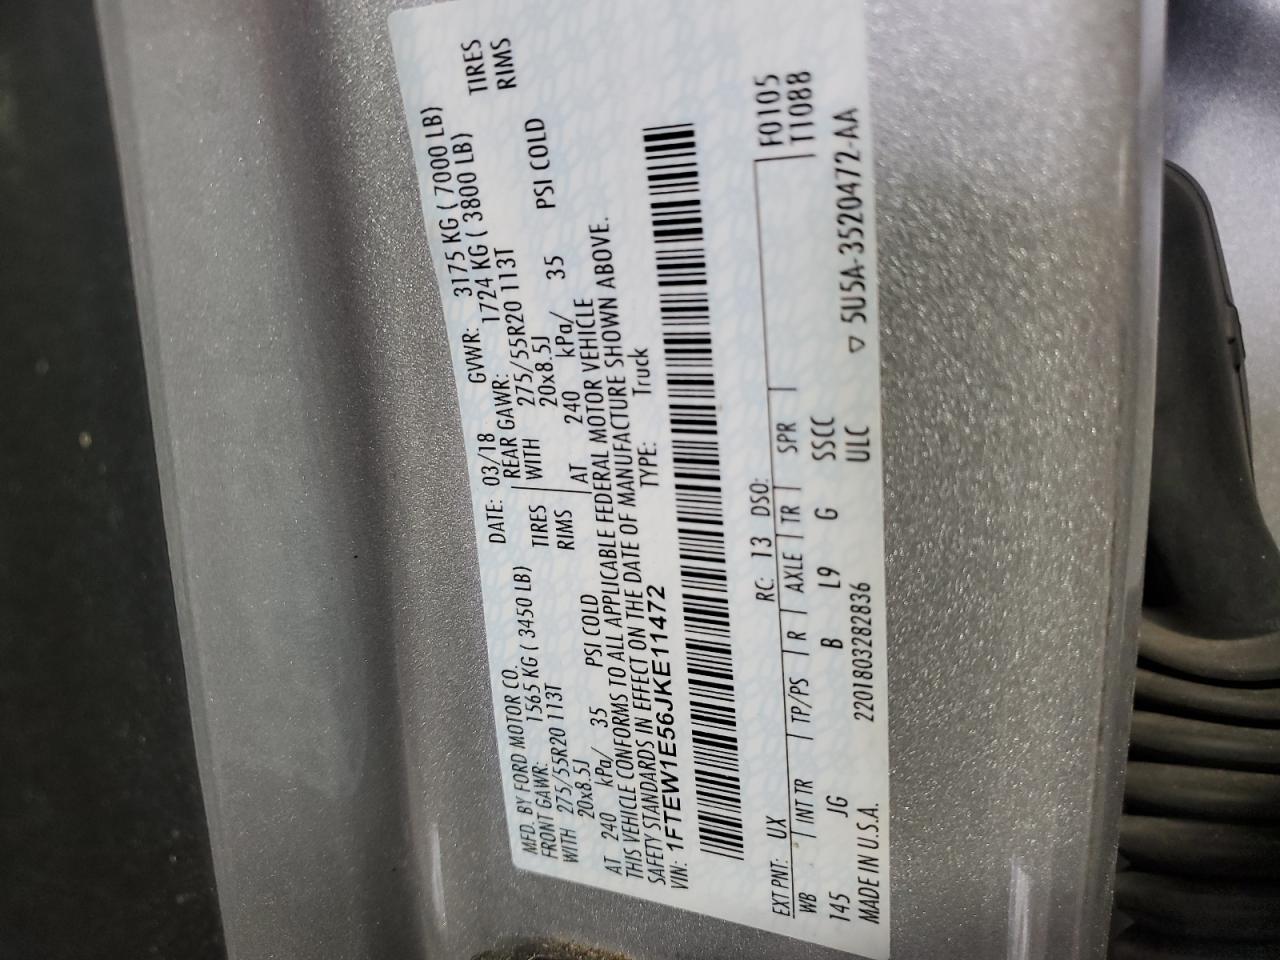 MFD. BY FORD MOTOR CO.
DATE: 03/18 GVWR: 3175 KG ( 7000 LB)
FRONT GAWR: 1565 KG ( 3450 LB) REAR GAWR: 1724 KG ( 3800 LB)
WITH 275/55R20 113T TIRES WITH 275/55R20 113T TIRES
20x8.5J RIMS 20x8.5J RIMS
AT 240 kPa/ 35 PSI COLD AT 240 kPa/ 35 PSI COLD
THIS VEHICLE CONFORMS TO ALL APPLICABLE FEDERAL MOTOR VEHICLE
SAFETY STANDARDS IN EFFECT ON THE DATE OF MANUFACTURE SHOWN ABOVE.
VIN: 1FTEW1E56JKE11472 TYPE: Truck
EXT PNT: UX RC: 13 DSO: F0105
WB INT TR TP/PS R AXLE TR SPR T1088
145 JG B L9 G SSCC
MADE IN U.S.A. 2201803282836 ULC ▽ 5U5A-3520472-AA